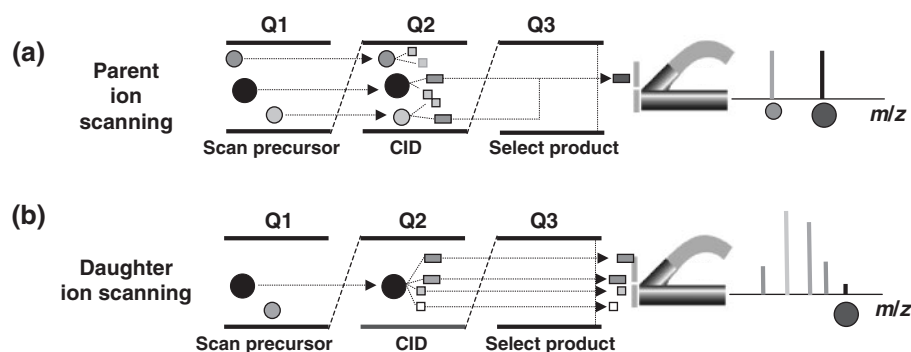 (a)
Parent
ion
scanning
Q1 Q2 Q3
Scan precursor CID Select product
m/z
(b)
Daughter
ion scanning
Q1 Q2 Q3
Scan precursor CID Select product
m/z